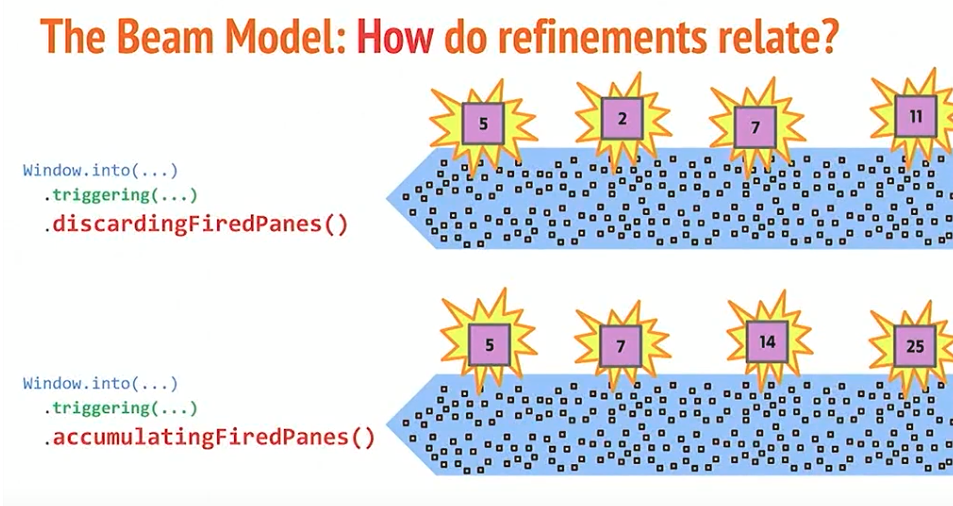 The Beam Model: How do refinements relate?
5 2 7 11
Window.into(...)
.triggering(...)
.discardingFiredPanes()
5 7 14 25
Window.into(...)
.triggering(...)
.accumulatingFiredPanes()